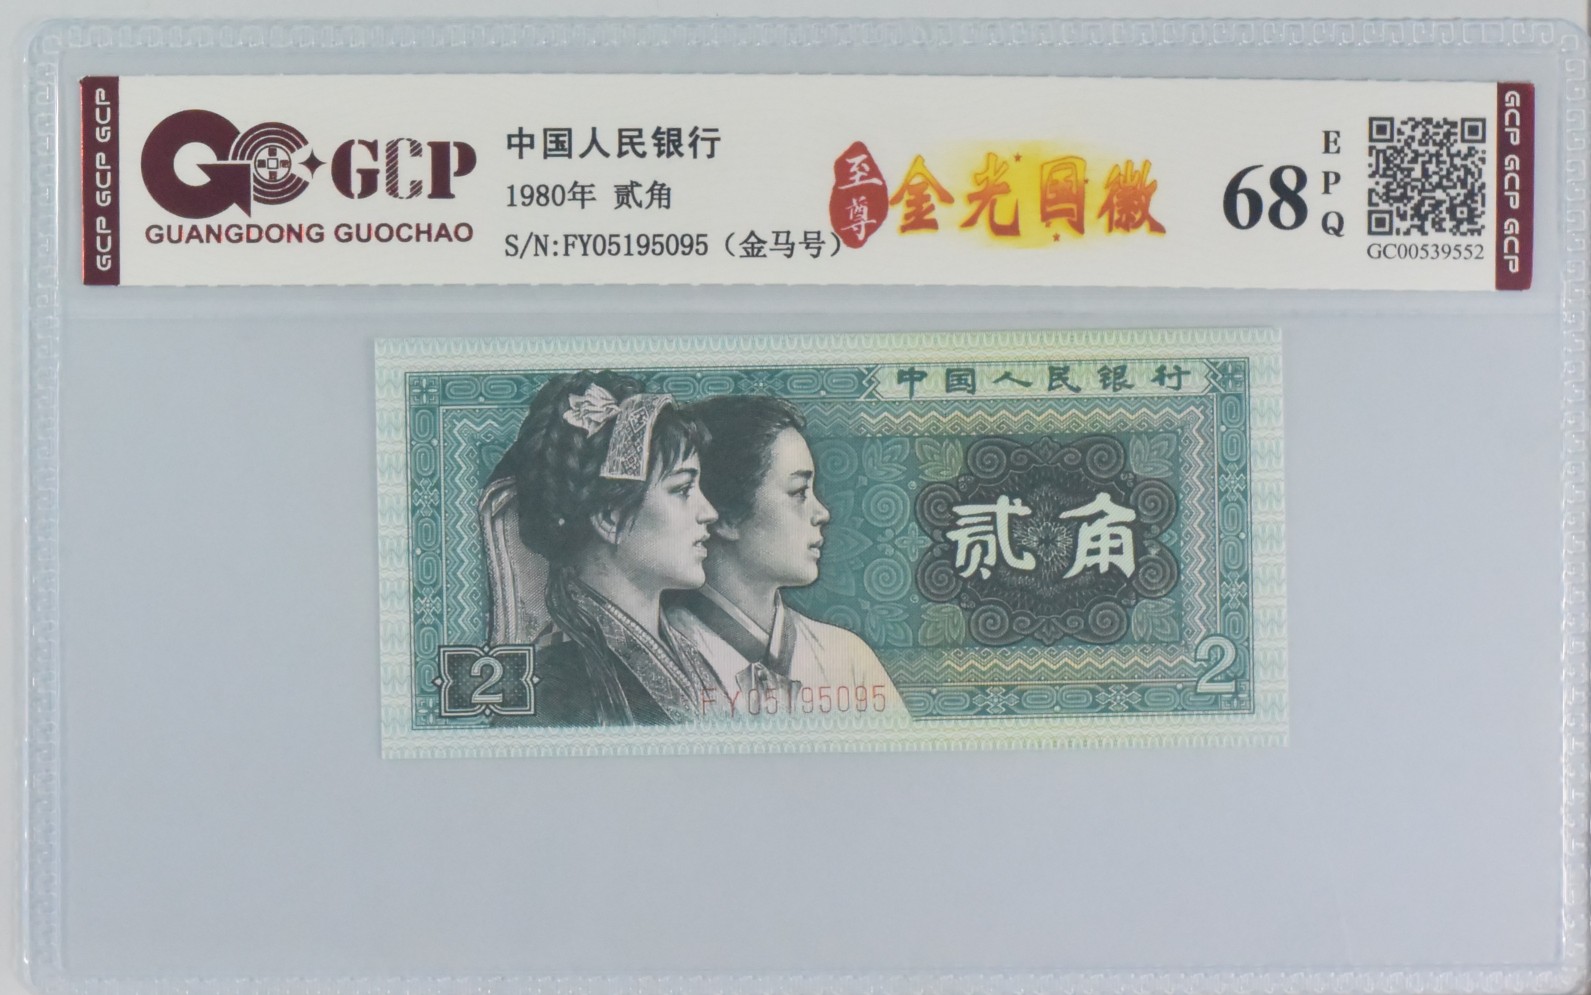 GCP GCP GCP
GCP
GUANGDONG GUOCHAO
中国人民银行
1980年 贰角
S/N:FY05195095（金马号）
至尊
金光国徽
68
EPQ
GC00539552
GCP GCP GCP
中国人民银行
贰角
2
2
FY05195095